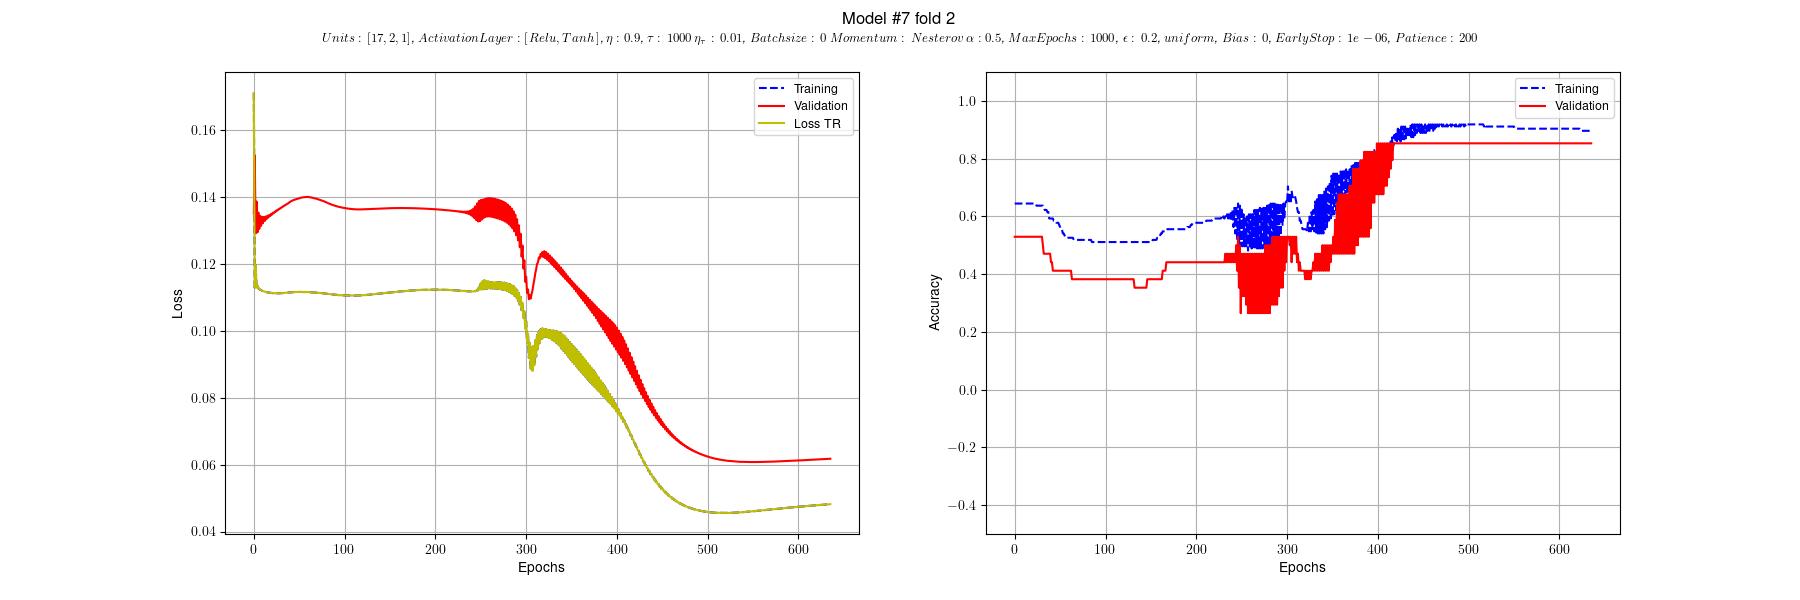 Model #7 fold 2
Units : [17, 2, 1], ActivationLayer : [Relu, Tanh], η : 0.9, τ : 1000 ητ : 0.01, Batchsize : 0 Momentum : Nesterov α : 0.5, MaxEpochs : 1000, ϵ : 0.2, uniform, Bias : 0, EarlyStop : 1e − 06, Patience : 200
Training
Validation
Loss TR
0.16
0.14
0.12
0.10
0.08
0.06
0.04
Loss
0 100 200 300 400 500 600
Epochs
Training
Validation
1.0
0.8
0.6
0.4
0.2
0.0
−0.2
−0.4
Accuracy
0 100 200 300 400 500 600
Epochs